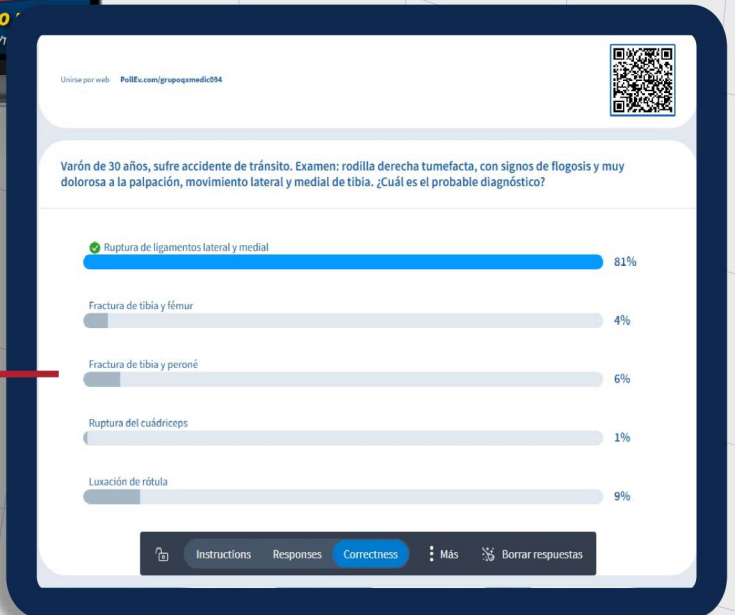 Unirse por web PollEv.com/grupoqxmedic094
Varón de 30 años, sufre accidente de tránsito. Examen: rodilla derecha tumefacta, con signos de flogosis y muy
dolorosa a la palpación, movimiento lateral y medial de tibia. ¿Cuál es el probable diagnóstico?
Ruptura de ligamentos lateral y medial
81%
Fractura de tibia y fémur
4%
Fractura de tibia y peroné
6%
Ruptura del cuádriceps
1%
Luxación de rótula
9%
Instructions Responses Correctness Más Borrar respuestas